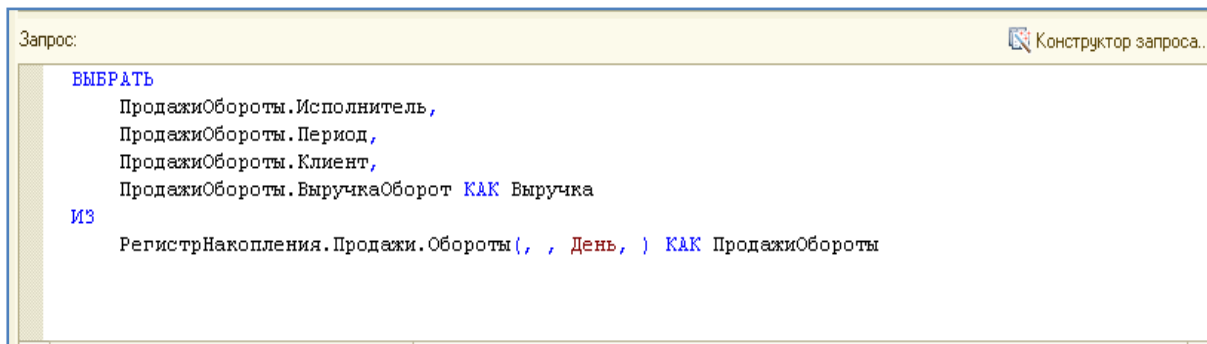 Запрос:
Конструктор запроса..
ВЫБРАТЬ
ПродажиОбороты.Исполнитель,
ПродажиОбороты.Период,
ПродажиОбороты.Клиент,
ПродажиОбороты.ВыручкаОборот КАК Выручка
ИЗ
РегистрНакопления.Продажи.Обороты(, , День, ) КАК ПродажиОбороты